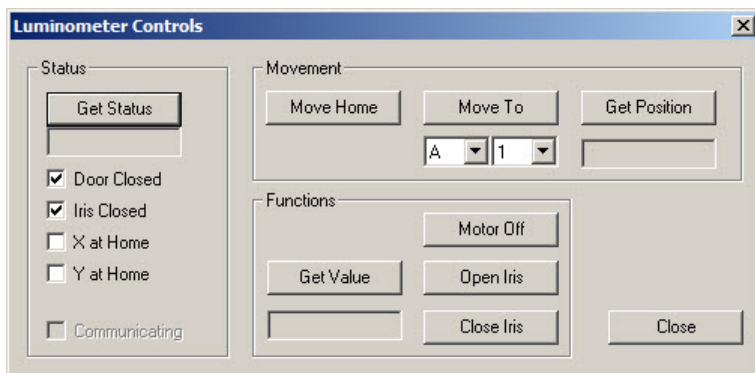 Luminometer Controls
Status
Get Status
Door Closed
Iris Closed
X at Home
Y at Home
Communicating
Movement
Move Home
Move To
Get Position
A
1
Functions
Motor Off
Get Value
Open Iris
Close Iris
Close